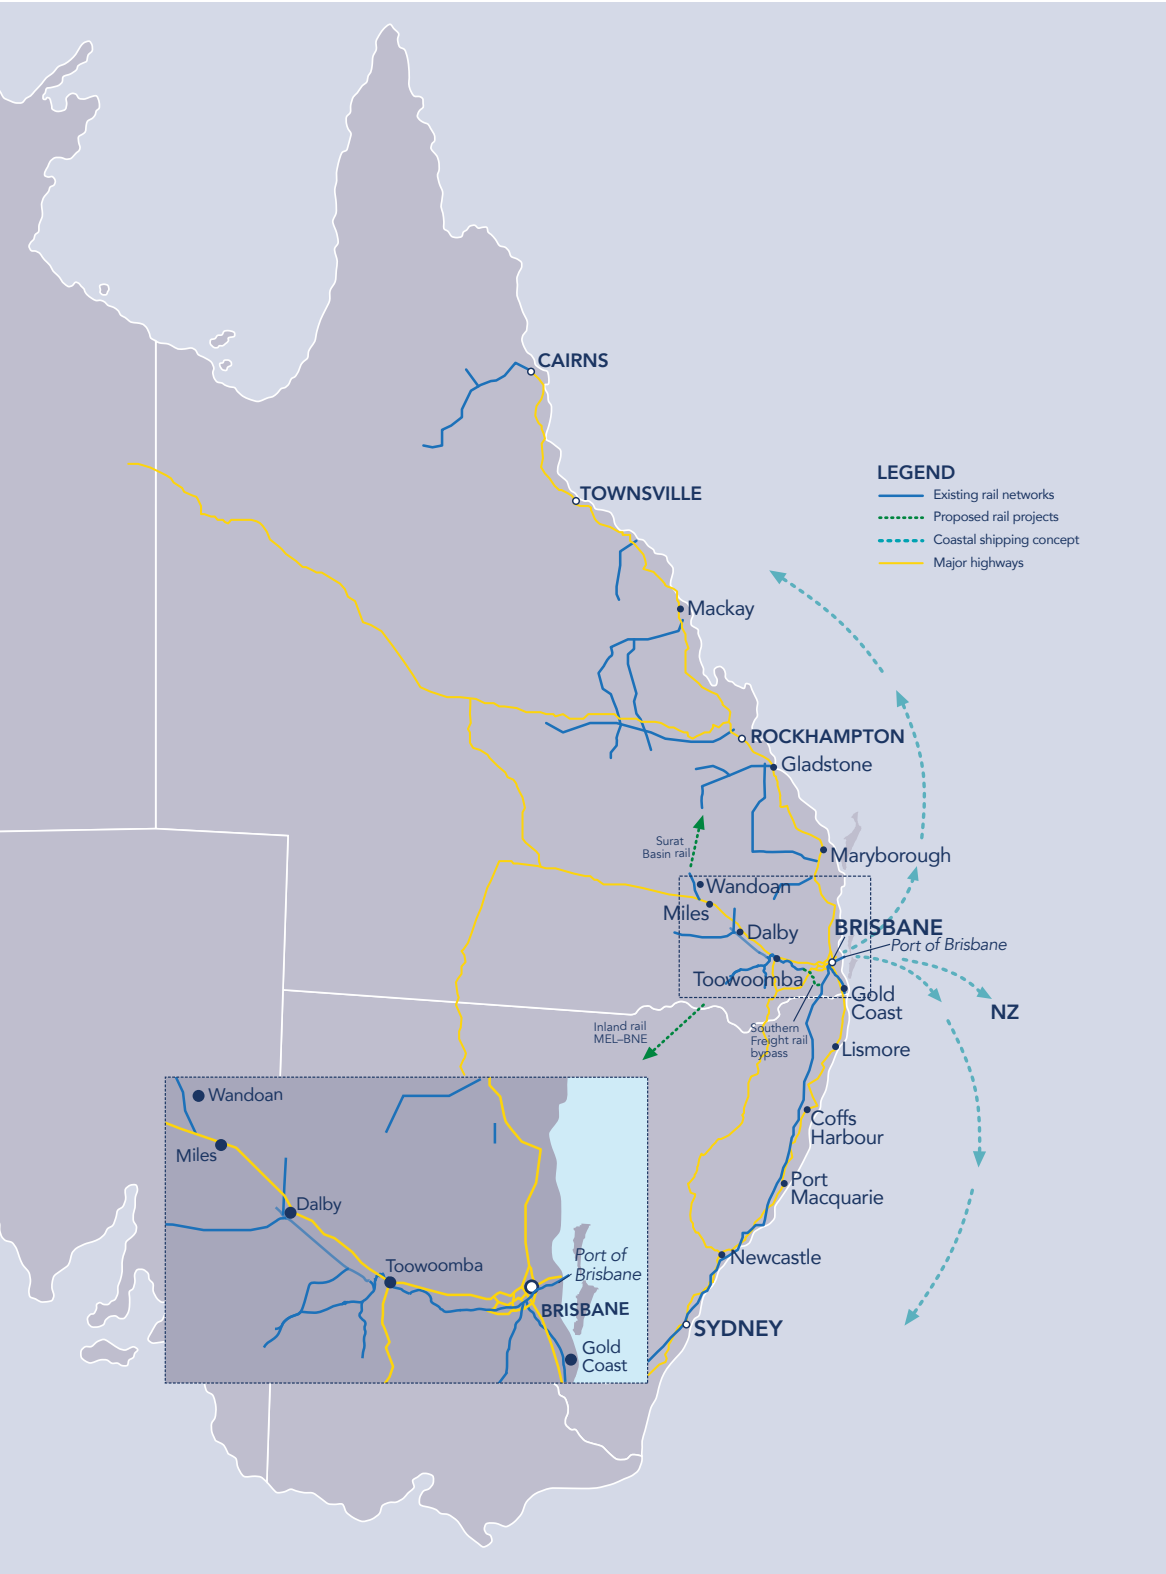 CAIRNS
LEGEND
TOWNSVILLE
Existing rail networks
Proposed rail projects
Coastal shipping concept
Major highways
Mackay
ROCKHAMPTON
Gladstone
Surat
Basin rail
Maryborough
Wandoan
Miles
Dalby
BRISBANE
Port of Brisbane
Toowoomba
Gold
Coast
NZ
Inland rail
MEL–BNE
Southern
Freight rail
bypass
Lismore
Coffs
Harbour
Port
Macquarie
Newcastle
SYDNEY
Wandoan
Miles
Dalby
Toowoomba
Port of
Brisbane
BRISBANE
Gold
Coast